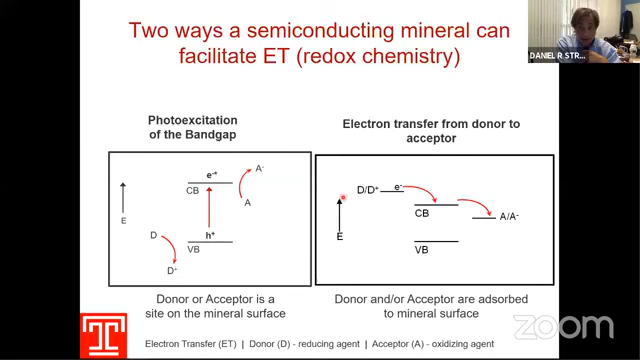 Two ways a semiconducting mineral can
facilitate ET (redox chemistry)
DANIEL R STR...
Photoexcitation
of the Bandgap
e-*
CB
A-
A
E
D
h+
VB
D+
Donor or Acceptor is a
site on the mineral surface
Electron transfer from donor to
acceptor
D/D+
e-
CB
A/A-
E
VB
Donor and/or Acceptor are adsorbed
to mineral surface
zoom
Electron Transfer (ET) | Donor (D) - reducing agent | Acceptor (A) - oxidizing agent